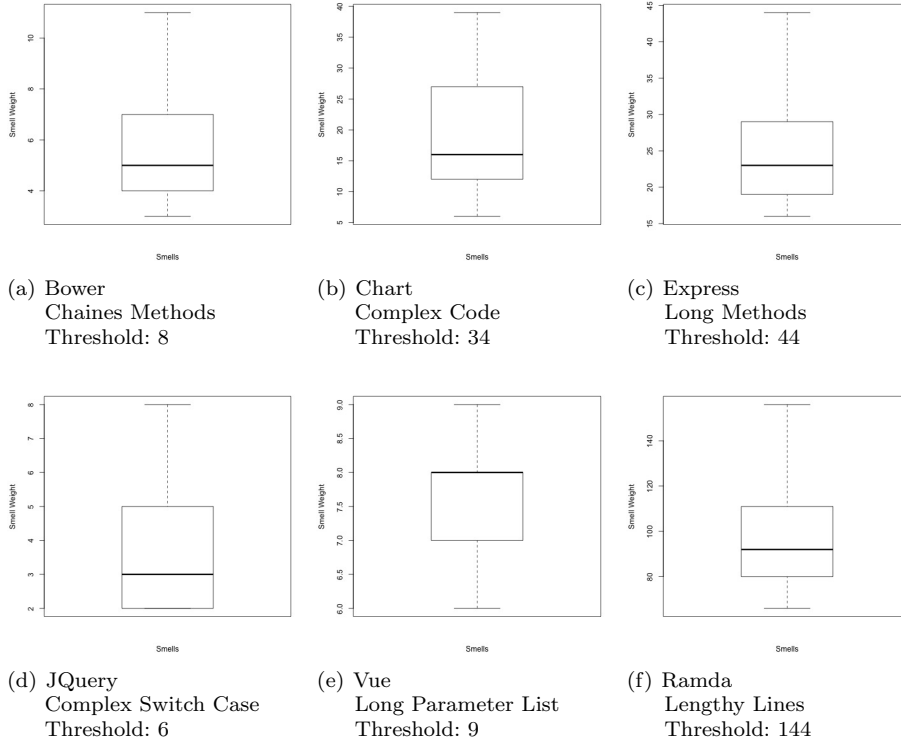 Smell Weight
10
8
6
4
Smells
Smell Weight
40
35
30
25
20
15
10
5
Smells
Smell Weight
45
40
35
30
25
20
15
Smells
(a) Bower
Chaines Methods
Threshold: 8
(b) Chart
Complex Code
Threshold: 34
(c) Express
Long Methods
Threshold: 44
Smell Weight
8
7
6
5
4
3
2
Smells
Smell Weight
9.0
8.5
8.0
7.5
7.0
6.5
6.0
Smells
Smell Weight
140
120
100
80
Smells
(d) JQuery
Complex Switch Case
Threshold: 6
(e) Vue
Long Parameter List
Threshold: 9
(f) Ramda
Lengthy Lines
Threshold: 144